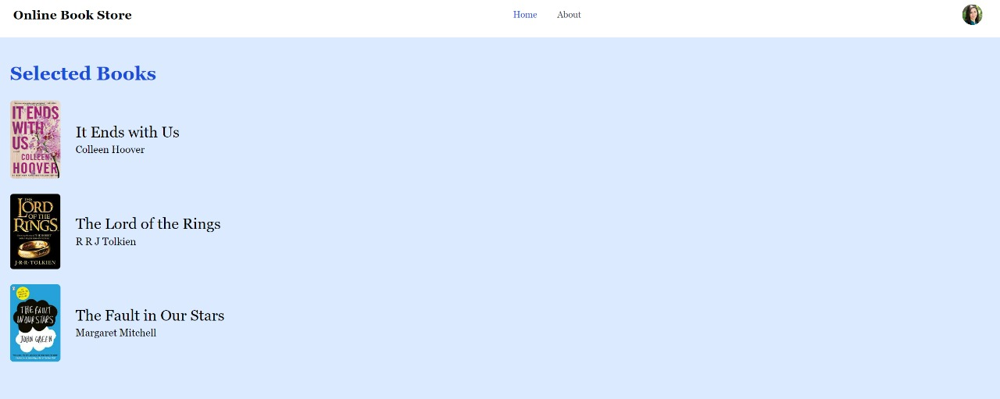 Online Book Store
Home
About
Selected Books
IT ENDS
WITH
US
COLLEEN
HOOVER
It Ends with Us
Colleen Hoover
THE
LORD
OF THE
RINGS
J·R·R·TOLKIEN
The Lord of the Rings
R R J Tolkien
THE FAULT
IN OUR STARS
JOHN GREEN
The Fault in Our Stars
Margaret Mitchell